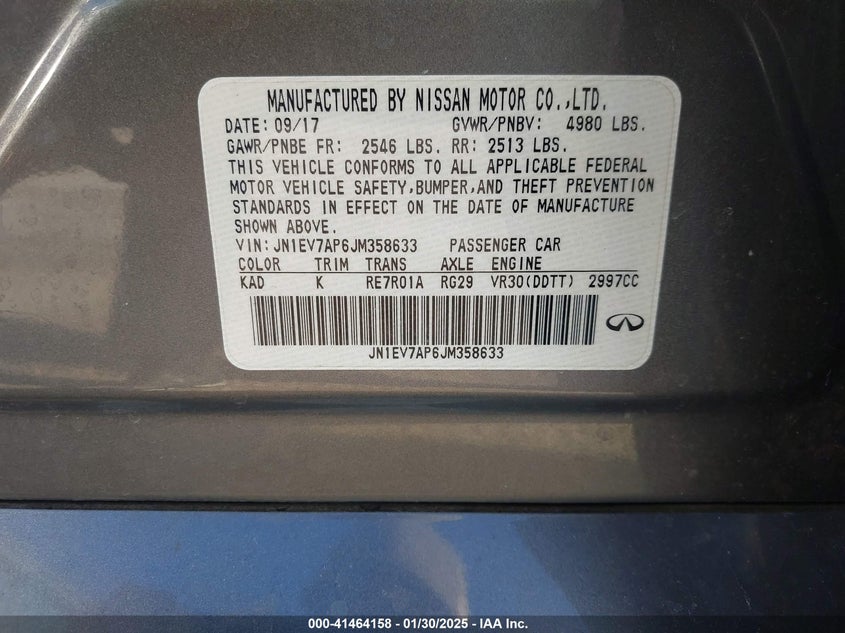 MANUFACTURED BY NISSAN MOTOR CO.,LTD.
DATE: 09/17 GVWR/PNBV: 4980 LBS.
GAWR/PNBE FR: 2546 LBS. RR: 2513 LBS.
THIS VEHICLE CONFORMS TO ALL APPLICABLE FEDERAL
MOTOR VEHICLE SAFETY,BUMPER,AND THEFT PREVENTION
STANDARDS IN EFFECT ON THE DATE OF MANUFACTURE
SHOWN ABOVE.
VIN: JN1EV7AP6JM358633 PASSENGER CAR
COLOR TRIM TRANS AXLE ENGINE
KAD K RE7R01A RG29 VR30(DDTT) 2997CC
JN1EV7AP6JM358633
000-41464158 - 01/30/2025 - IAA Inc.